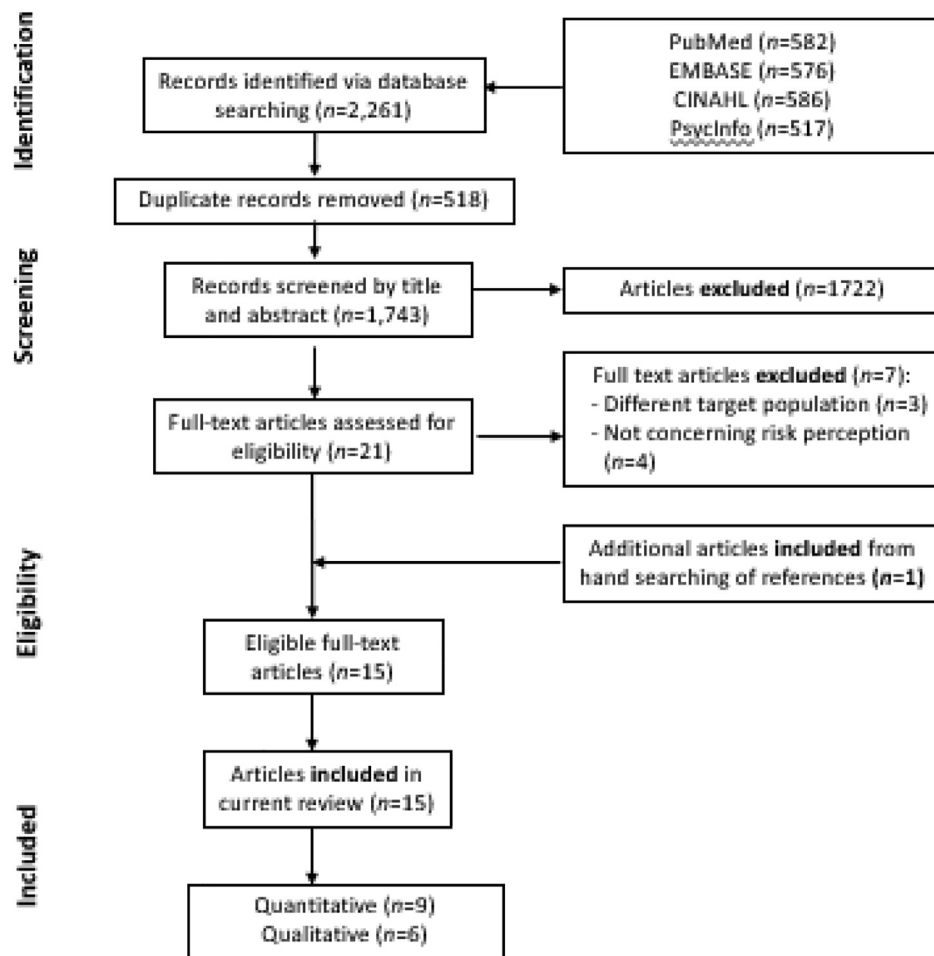 Identification
PubMed (n=582)
EMBASE (n=576)
CINAHL (n=586)
PsycInfo (n=517)
Records identified via database
searching (n=2,261)
Duplicate records removed (n=518)
Screening
Records screened by title
and abstract (n=1,743)
Articles excluded (n=1722)
Full-text articles assessed for
eligibility (n=21)
Full text articles excluded (n=7):
- Different target population (n=3)
- Not concerning risk perception
(n=4)
Eligibility
Additional articles included from
hand searching of references (n=1)
Eligible full-text
articles (n=15)
Included
Articles included in
current review (n=15)
Quantitative (n=9)
Qualitative (n=6)